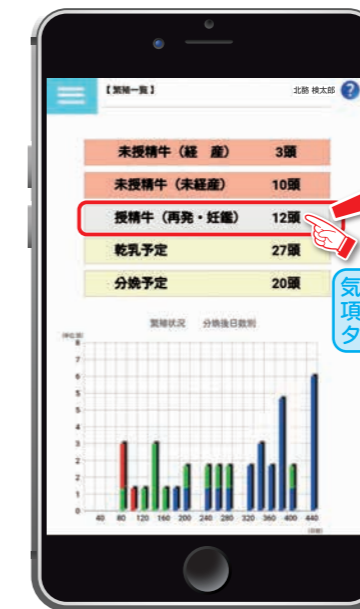 【繁殖一覧】 北酪 検太郎 ?
未授精牛（経　産） 3頭
未授精牛（未経産） 10頭
授精牛（再発・妊鑑） 12頭
乾乳予定 27頭
分娩予定 20頭
気
項
タ
繁殖状況 分娩後日数別
8
7
6
5
4
3
2
1
0
40 80 120 160 200 240 280 320 360 400 440